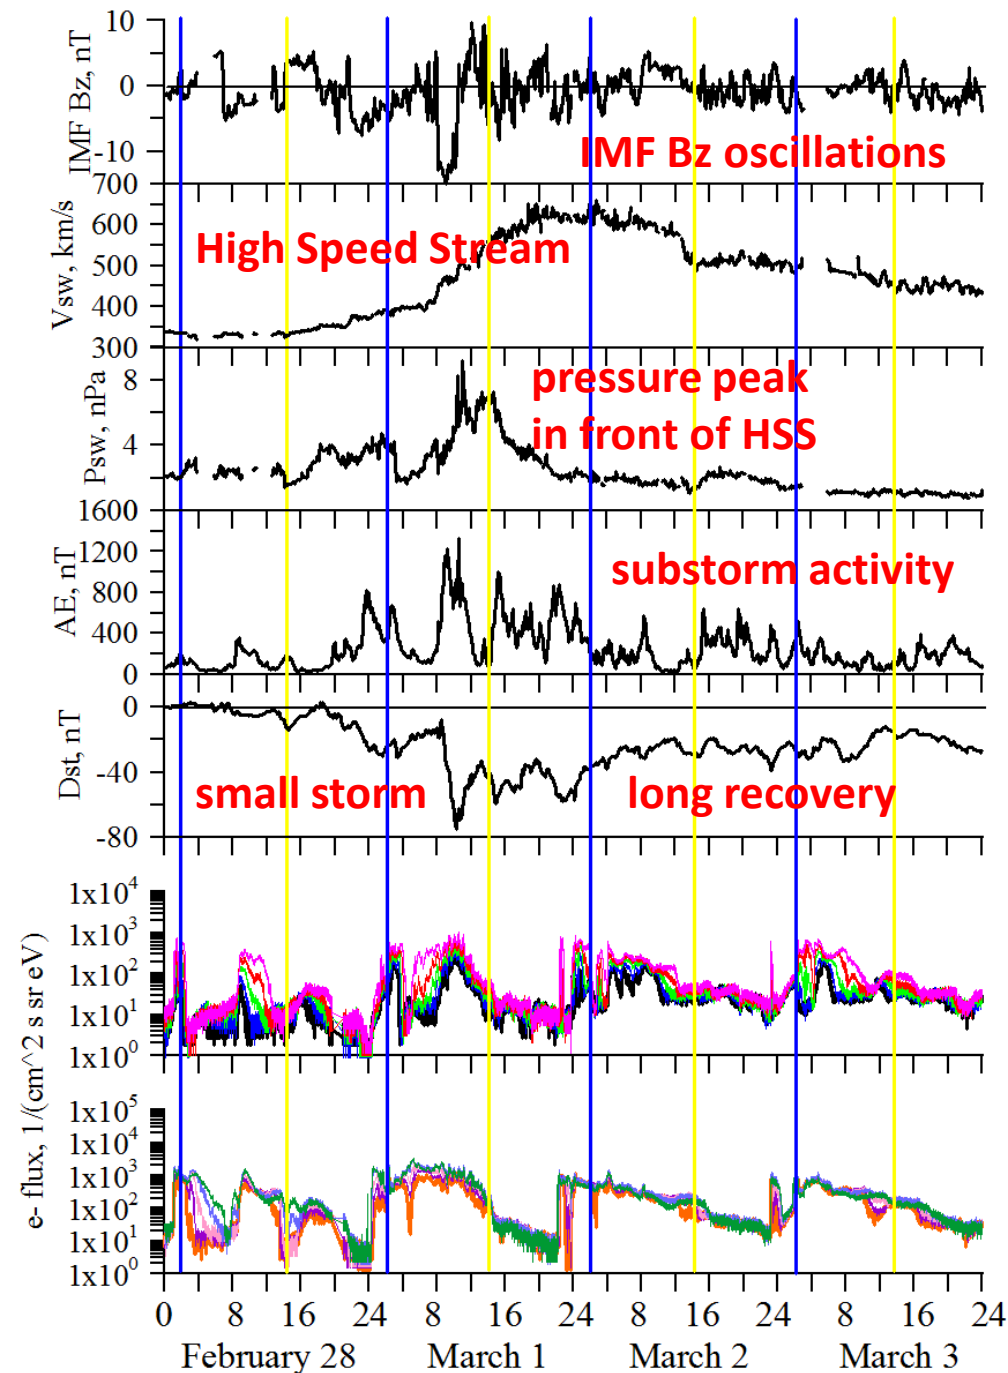 10
0
-10
IMF Bz, nT
IMF Bz oscillations
700
600
500
400
300
Vsw, km/s
High Speed Stream
8
4
0
Psw, nPa
pressure peak
in front of HSS
1600
1200
800
400
0
AE, nT
substorm activity
0
-40
-80
Dst, nT
small storm
long recovery
1x10^4
1x10^3
1x10^2
1x10^1
1x10^0
e- flux, 1/(cm^2 s sr eV)
1x10^5
1x10^4
1x10^3
1x10^2
1x10^1
1x10^0
0 8 16 24 8 16 24 8 16 24 8 16 24
February 28 March 1 March 2 March 3